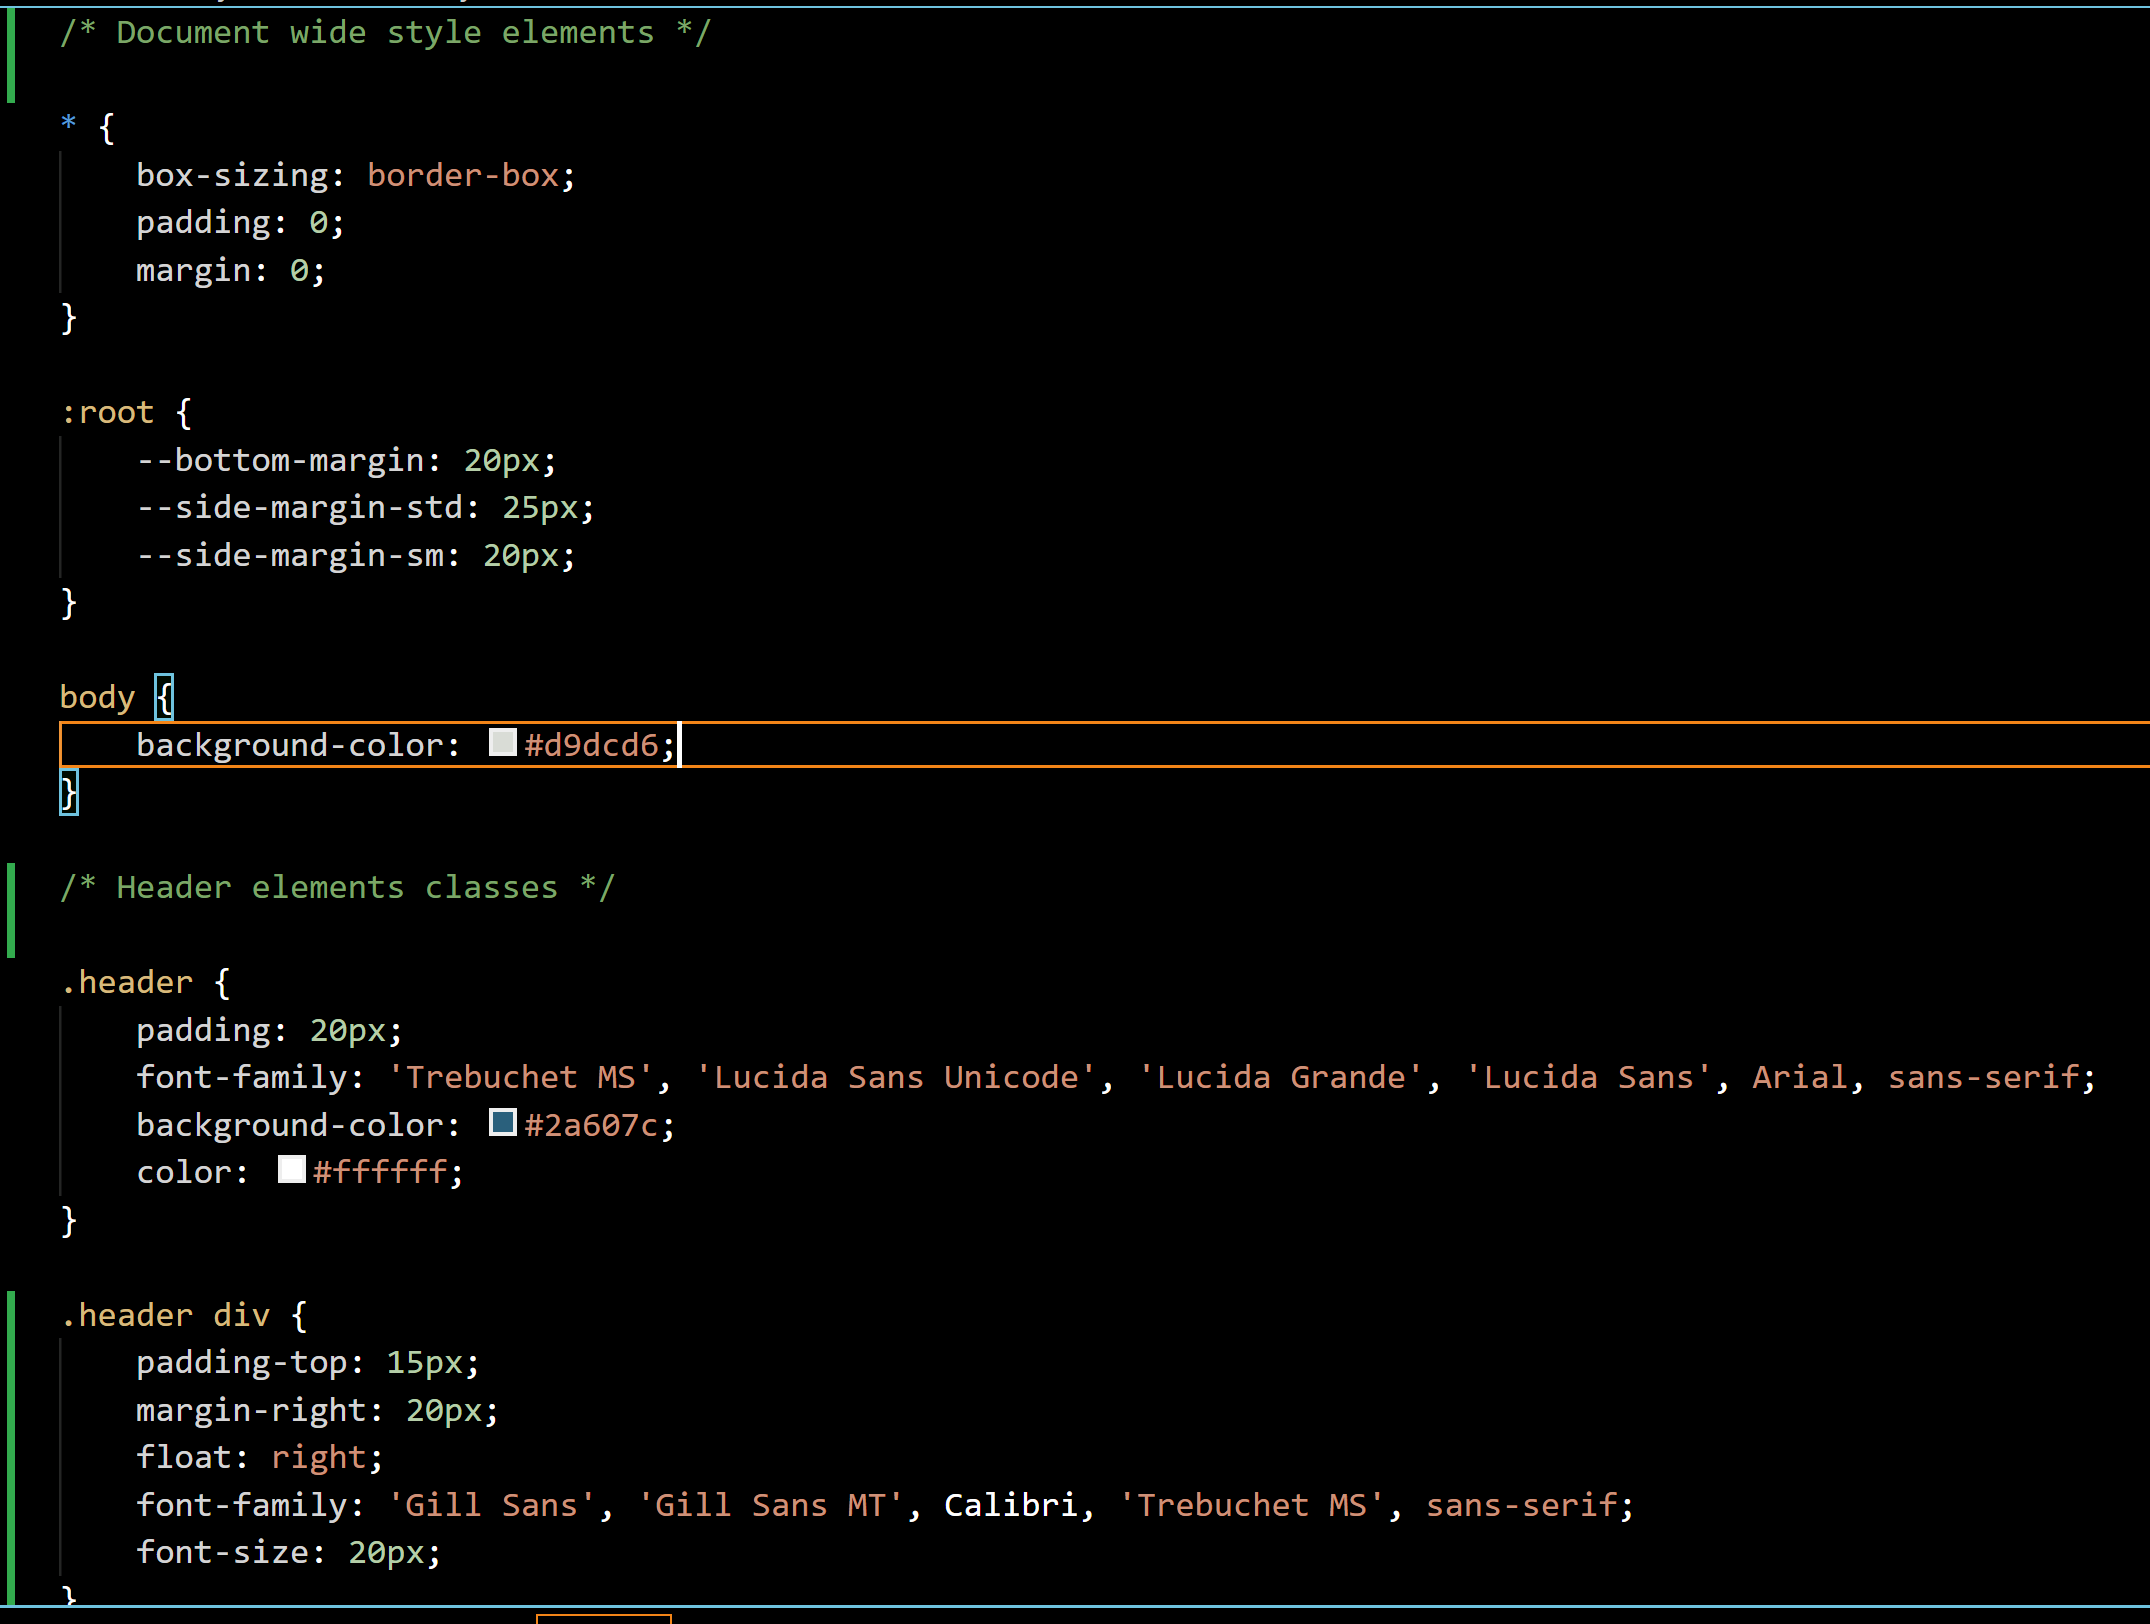 /* Document wide style elements */
* {
box-sizing: border-box;
padding: 0;
margin: 0;
}
:root {
--bottom-margin: 20px;
--side-margin-std: 25px;
--side-margin-sm: 20px;
}
body {
background-color: #d9dcd6;
}
/* Header elements classes */
.header {
padding: 20px;
font-family: 'Trebuchet MS', 'Lucida Sans Unicode', 'Lucida Grande', 'Lucida Sans', Arial, sans-serif;
background-color: #2a607c;
color: #ffffff;
}
.header div {
padding-top: 15px;
margin-right: 20px;
float: right;
font-family: 'Gill Sans', 'Gill Sans MT', Calibri, 'Trebuchet MS', sans-serif;
font-size: 20px;
}